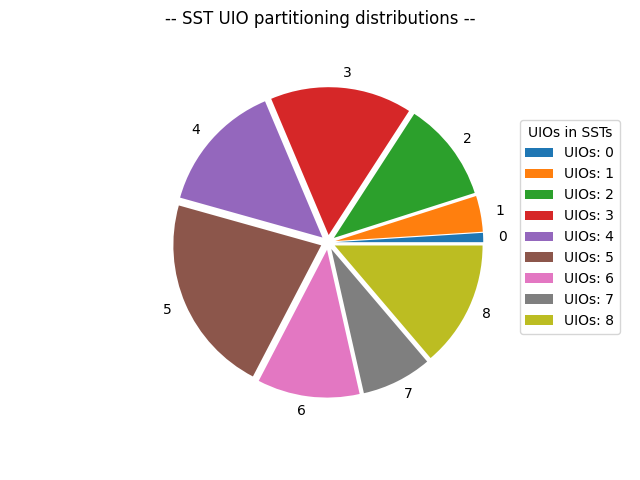 -- SST UIO partitioning distributions --
3
4
2
1
0
5
8
7
6
UIOs in SSTs
UIOs: 0
UIOs: 1
UIOs: 2
UIOs: 3
UIOs: 4
UIOs: 5
UIOs: 6
UIOs: 7
UIOs: 8